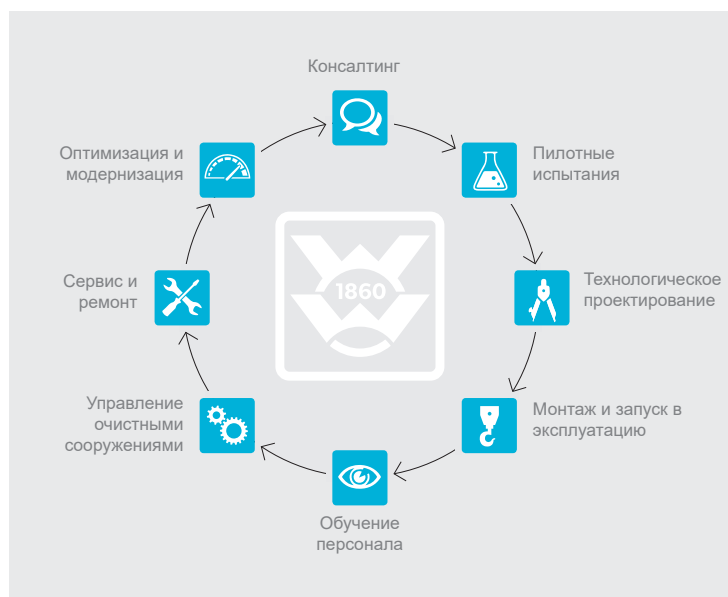 Консалтинг
Пилотные
испытания
Технологическое
проектирование
Монтаж и запуск в
эксплуатацию
Обучение
персонала
Управление
очистными
сооружениями
Сервис и
ремонт
Оптимизация и
модернизация
1860